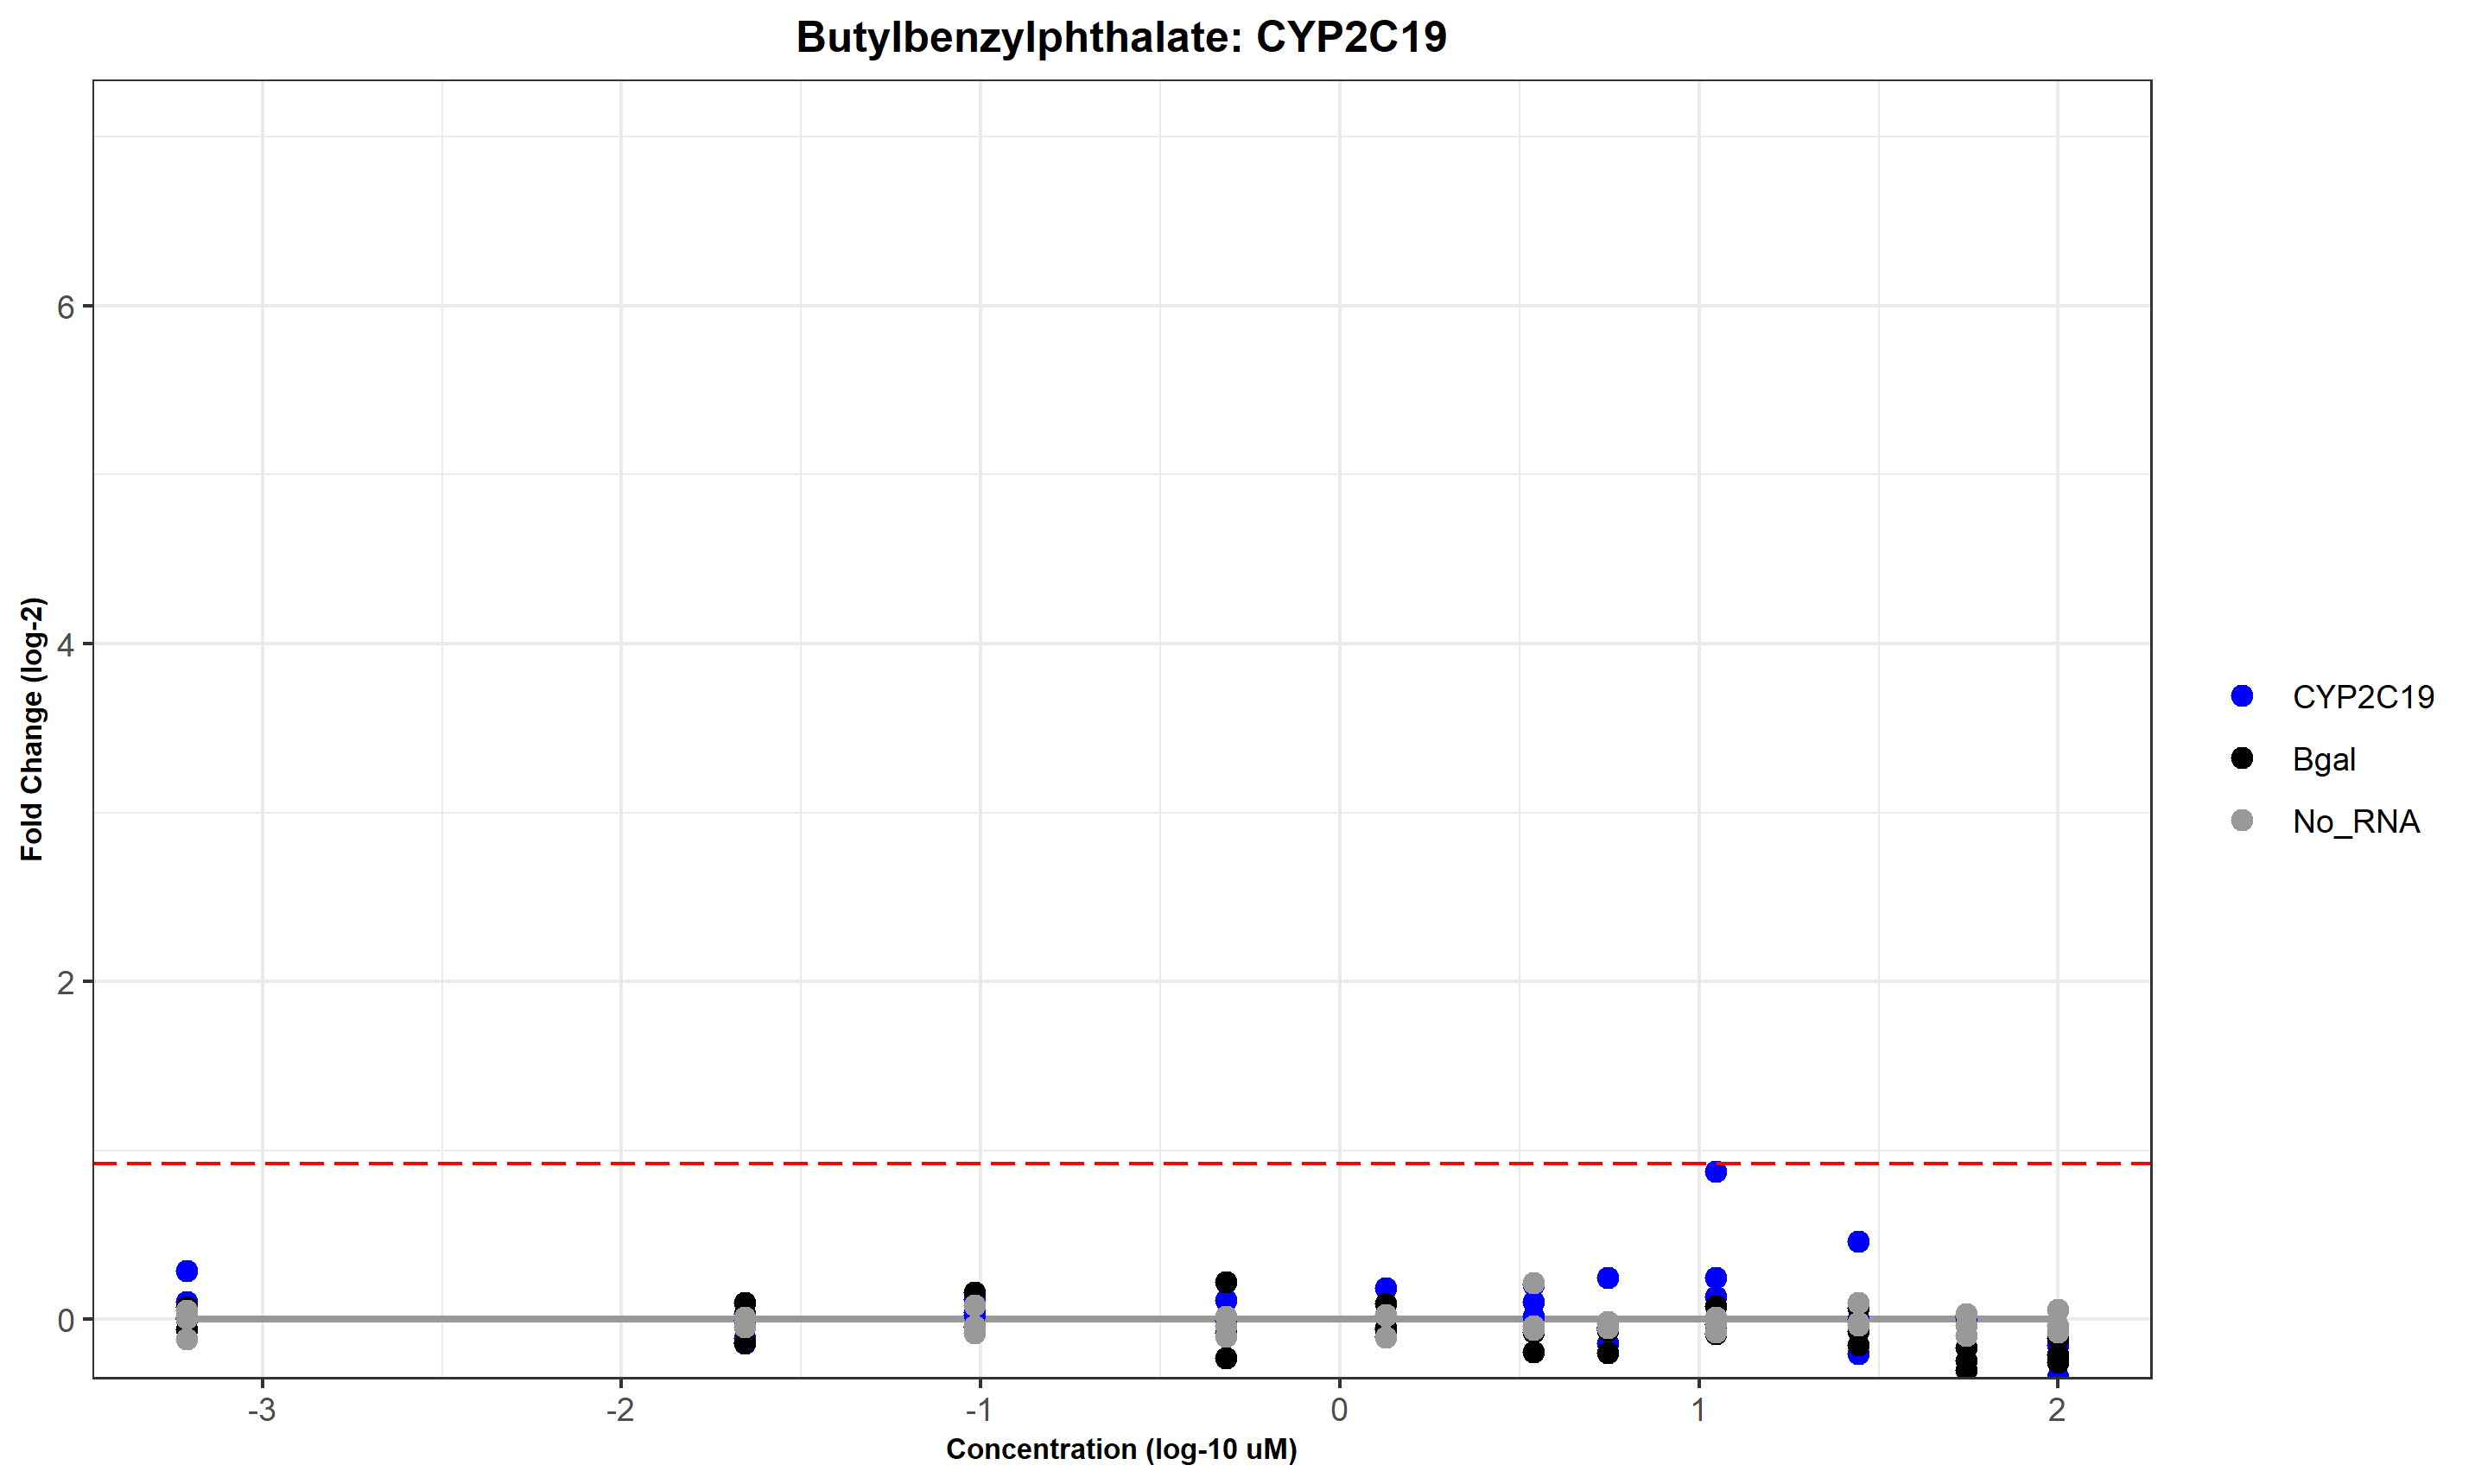 Butylbenzylphthalate: CYP2C19
Fold Change (log-2)
6
4
2
0
-3
-2
-1
0
1
2
Concentration (log-10 uM)
CYP2C19
Bgal
No_RNA